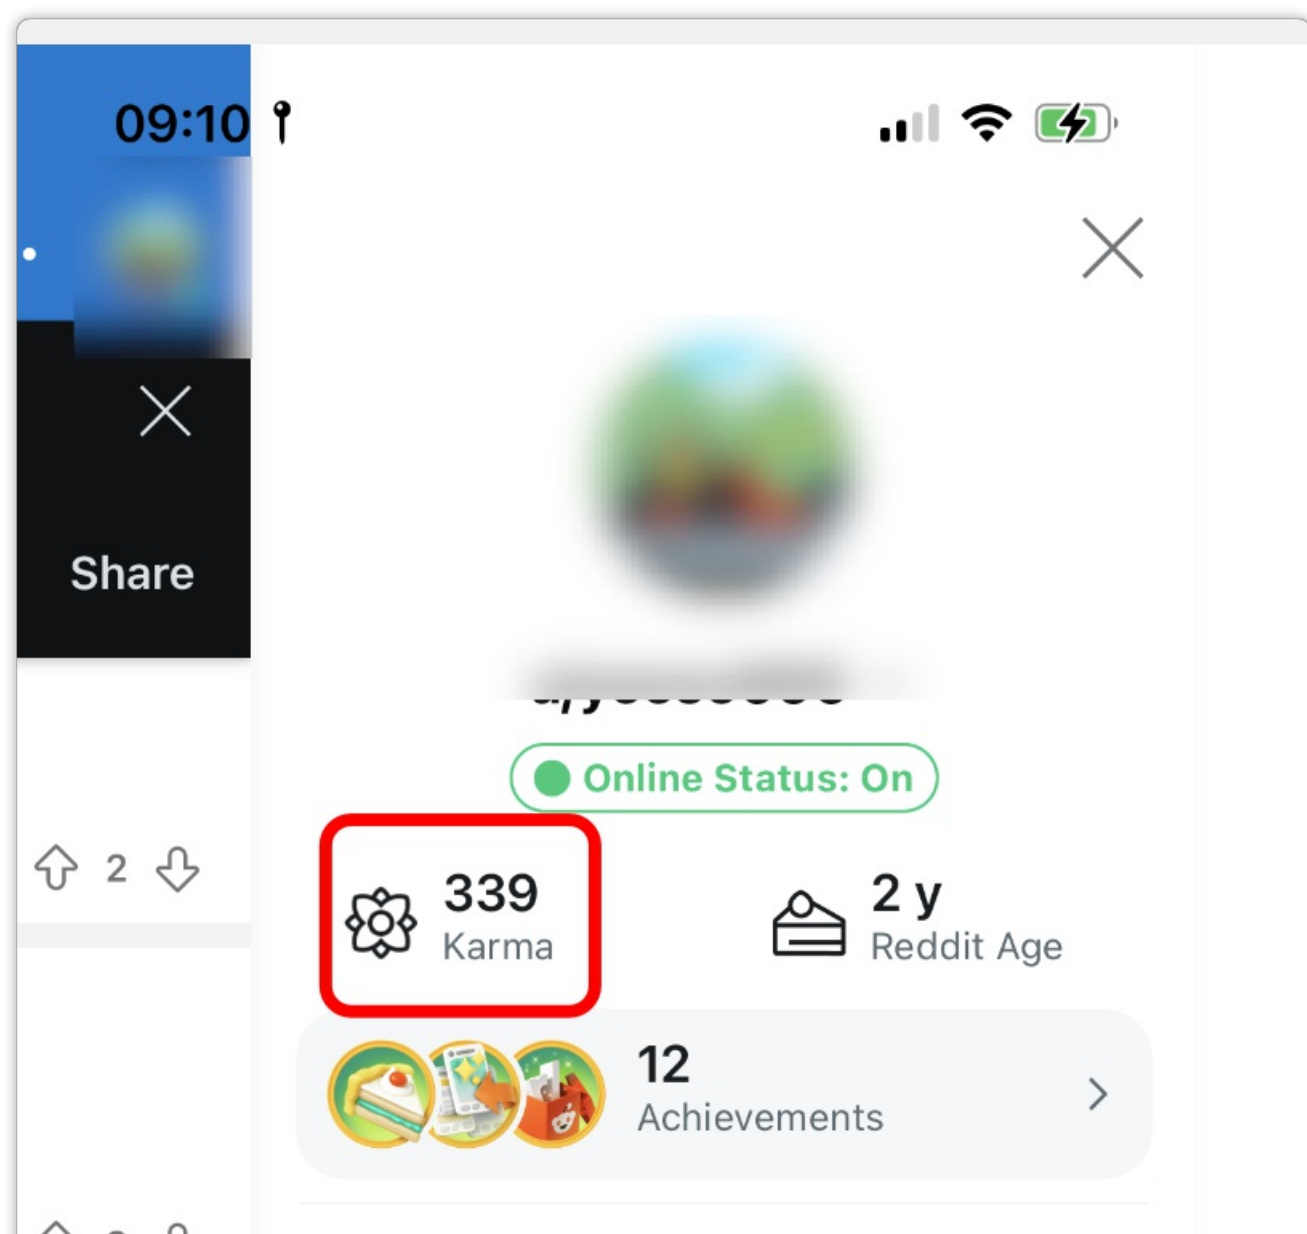 09:10
Share
Online Status: On
2
339
Karma
2 y
Reddit Age
12
Achievements